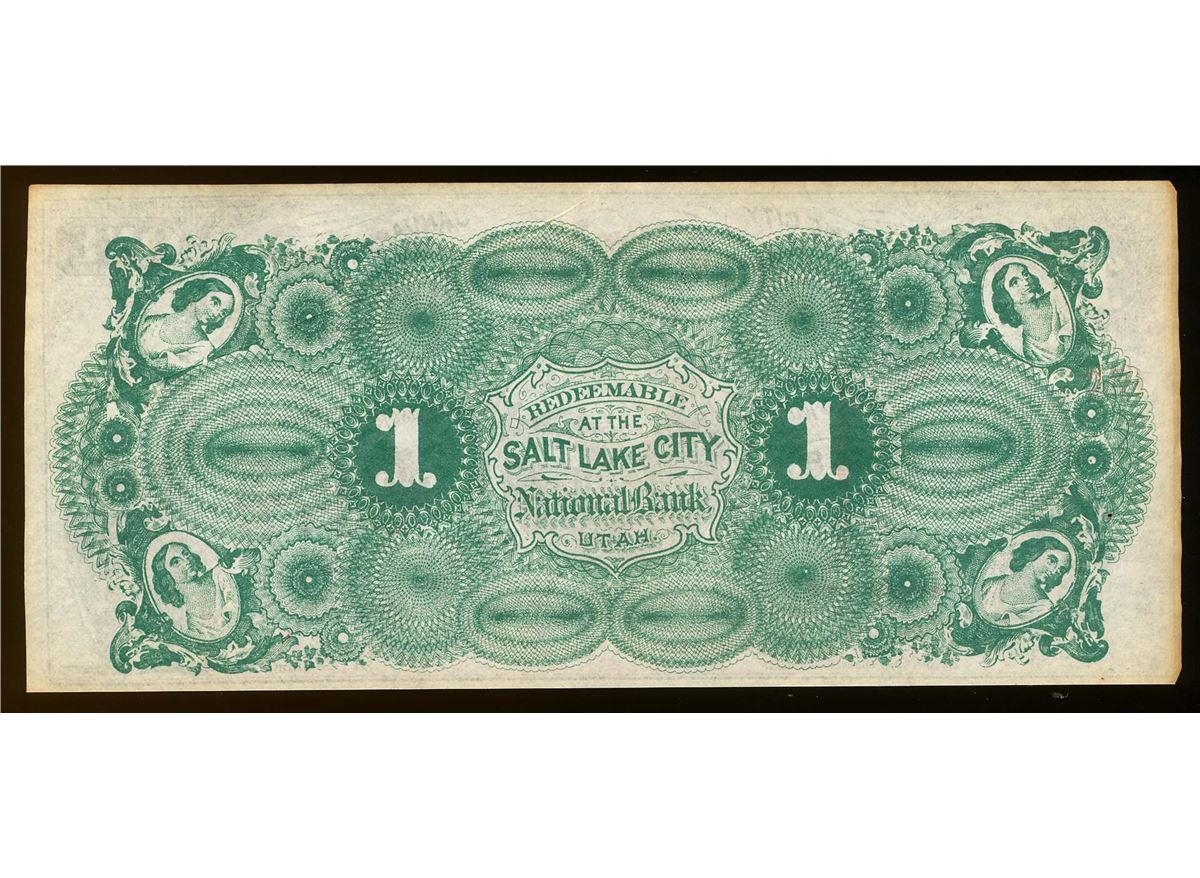 REDEEMABLE
AT THE
SALT LAKE CITY
National Bank,
UTAH.
1
1